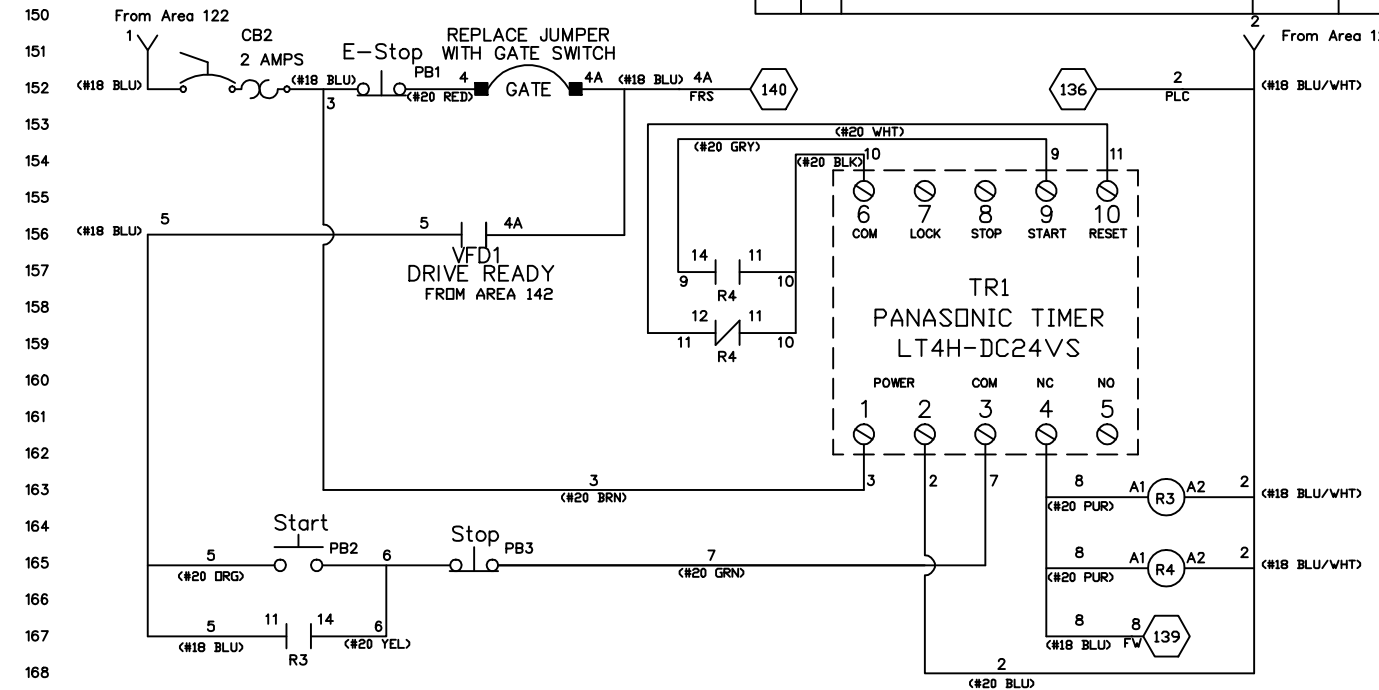 150
From Area 122
2
1
CB2
REPLACE JUMPER
151
E-Stop
WITH GATE SWITCH
2 AMPS
PB1
152
(#18 BLU)
(#18 BLU)
4
4A
(#18 BLU)
4A
3
(#20 RED)
GATE
FRS
140
136
2
PLC
(#18 BLU/WHT)
153
(#20 WHT)
(#20 GRY)
154
(#20 BLK)
10
9
11
155
6
7
8
9
10
COM
LOCK
STOP
START
RESET
156
(#18 BLU)
5
5
4A
VFD1
DRIVE READY
FROM AREA 142
157
14
11
9
R4
10
158
TR1
PANASONIC TIMER
LT4H-DC24VS
12
11
159
11
R4
10
160
POWER
COM
NC
NO
161
1
2
3
4
5
162
163
3
(#20 BRN)
3
2
7
8
(#20 PUR)
A1
R3
A2
2
(#18 BLU/WHT)
164
Start
Stop
165
5
(#20 ORG)
PB2
6
PB3
7
(#20 GRN)
8
(#20 PUR)
A1
R4
A2
2
(#18 BLU/WHT)
166
167
5
(#18 BLU)
11
R3
14
6
(#20 YEL)
8
(#18 BLU)
8
FW
139
168
2
(#20 BLU)